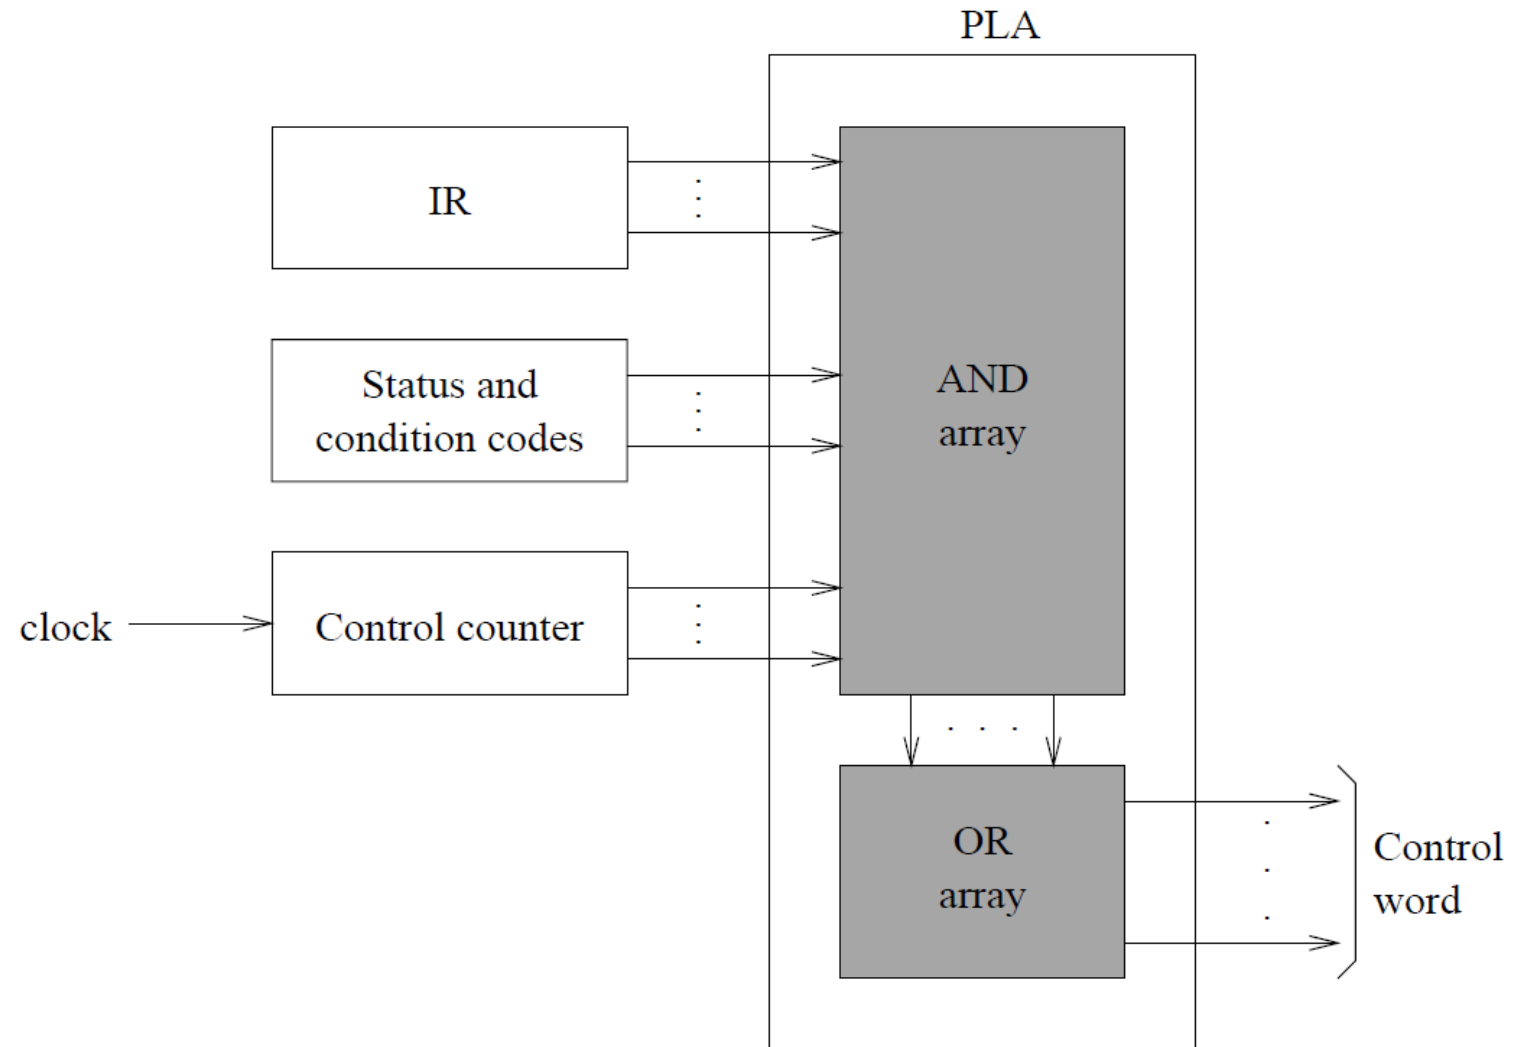 PLA
IR
Status and
condition codes
AND
array
clock
Control counter
OR
array
Control
word